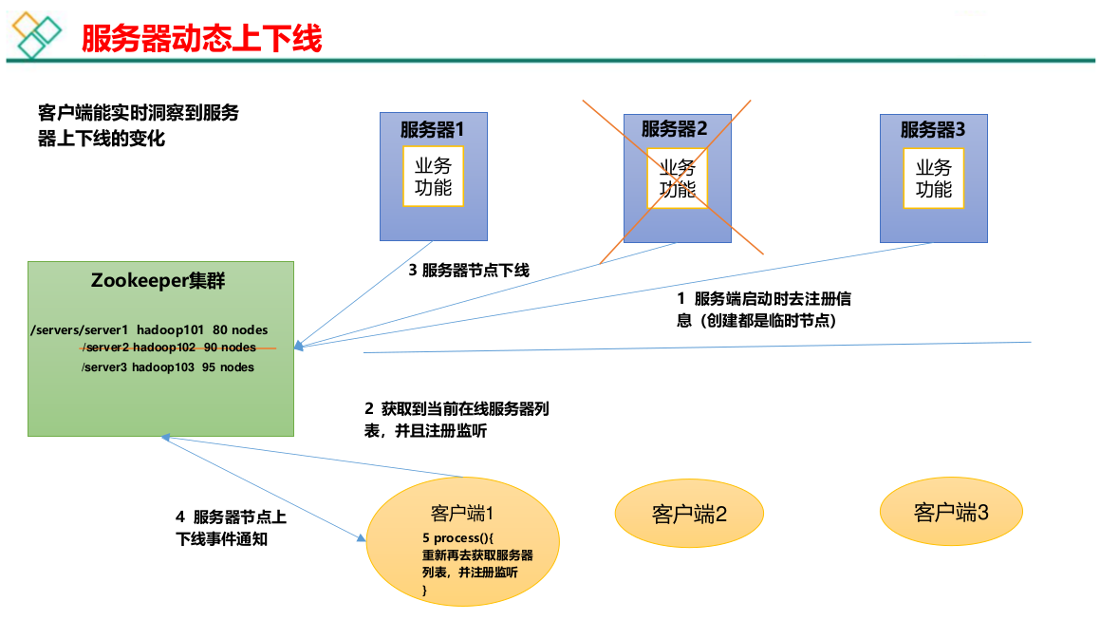 服务器动态上下线
客户端能实时洞察到服务
器上下线的变化
服务器1
业务
功能
服务器2
业务
功能
服务器3
业务
功能
3 服务器节点下线
Zookeeper集群
/servers/server1 hadoop101 80 nodes
/server2 hadoop102 90 nodes
/server3 hadoop103 95 nodes
1 服务端启动时去注册信
息（创建都是临时节点）
2 获取到当前在线服务器列
表，并且注册监听
4 服务器节点上
下线事件通知
客户端1
5 process(){
重新再去获取服务器
列表，并注册监听
}
客户端2
客户端3